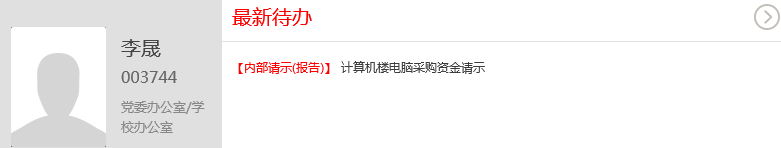 李晟
003744
党委办公室/学
校办公室
最新待办
【内部请示(报告)】 计算机楼电脑采购资金请示